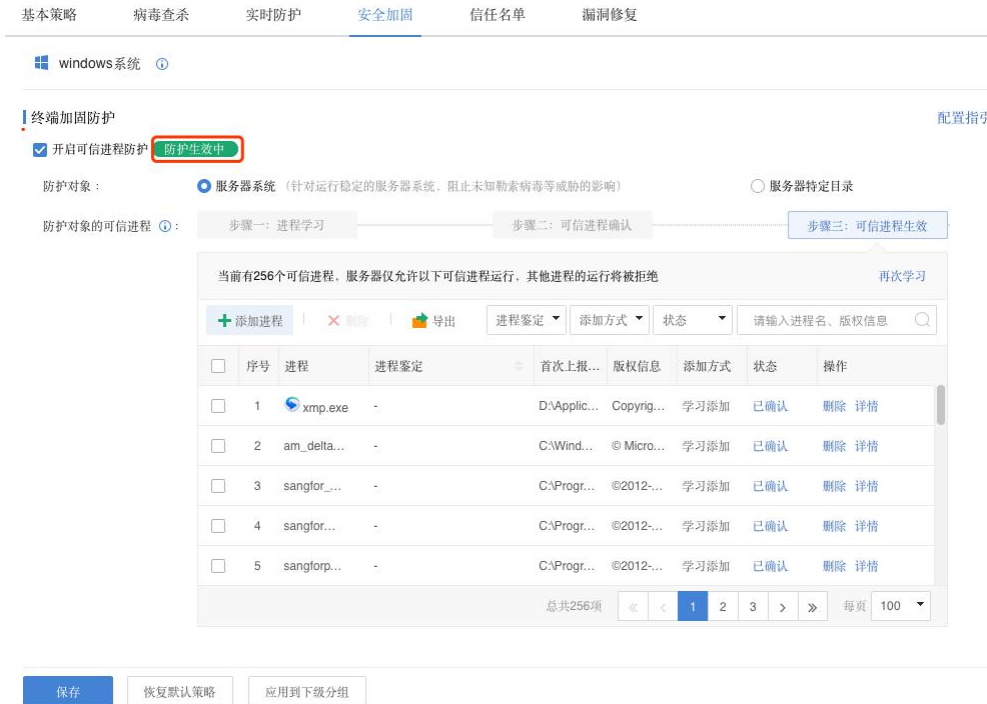 基本策略 病毒查杀 实时防护 安全加固 信任名单 漏洞修复
windows系统
终端加固防护 配置指引
开启可信进程防护 防护生效中
防护对象： 服务器系统 （针对运行稳定的服务器系统，阻止未知勒索病毒等威胁的影响） 服务器特定目录
防护对象的可信进程 ： 步骤一：进程学习 步骤二：可信进程确认 步骤三：可信进程生效
当前有256个可信进程，服务器仅允许以下可信进程运行，其他进程的运行将被拒绝 再次学习
添加进程 删除 导出 进程鉴定 添加方式 状态 请输入进程名、版权信息
序号 进程 进程鉴定 首次上报... 版权信息 添加方式 状态 操作
1 xmp.exe - D:\Applic... Copyrig... 学习添加 已确认 删除 详情
2 am_delta... - C:\Wind... © Micro... 学习添加 已确认 删除 详情
3 sangfor_... - C:\Progr... ©2012-... 学习添加 已确认 删除 详情
4 sangfor... - C:\Progr... ©2012-... 学习添加 已确认 删除 详情
5 sangforp... - C:\Progr... ©2012-... 学习添加 已确认 删除 详情
总共256项 « < 1 2 3 > » 每页 100
保存 恢复默认策略 应用到下级分组